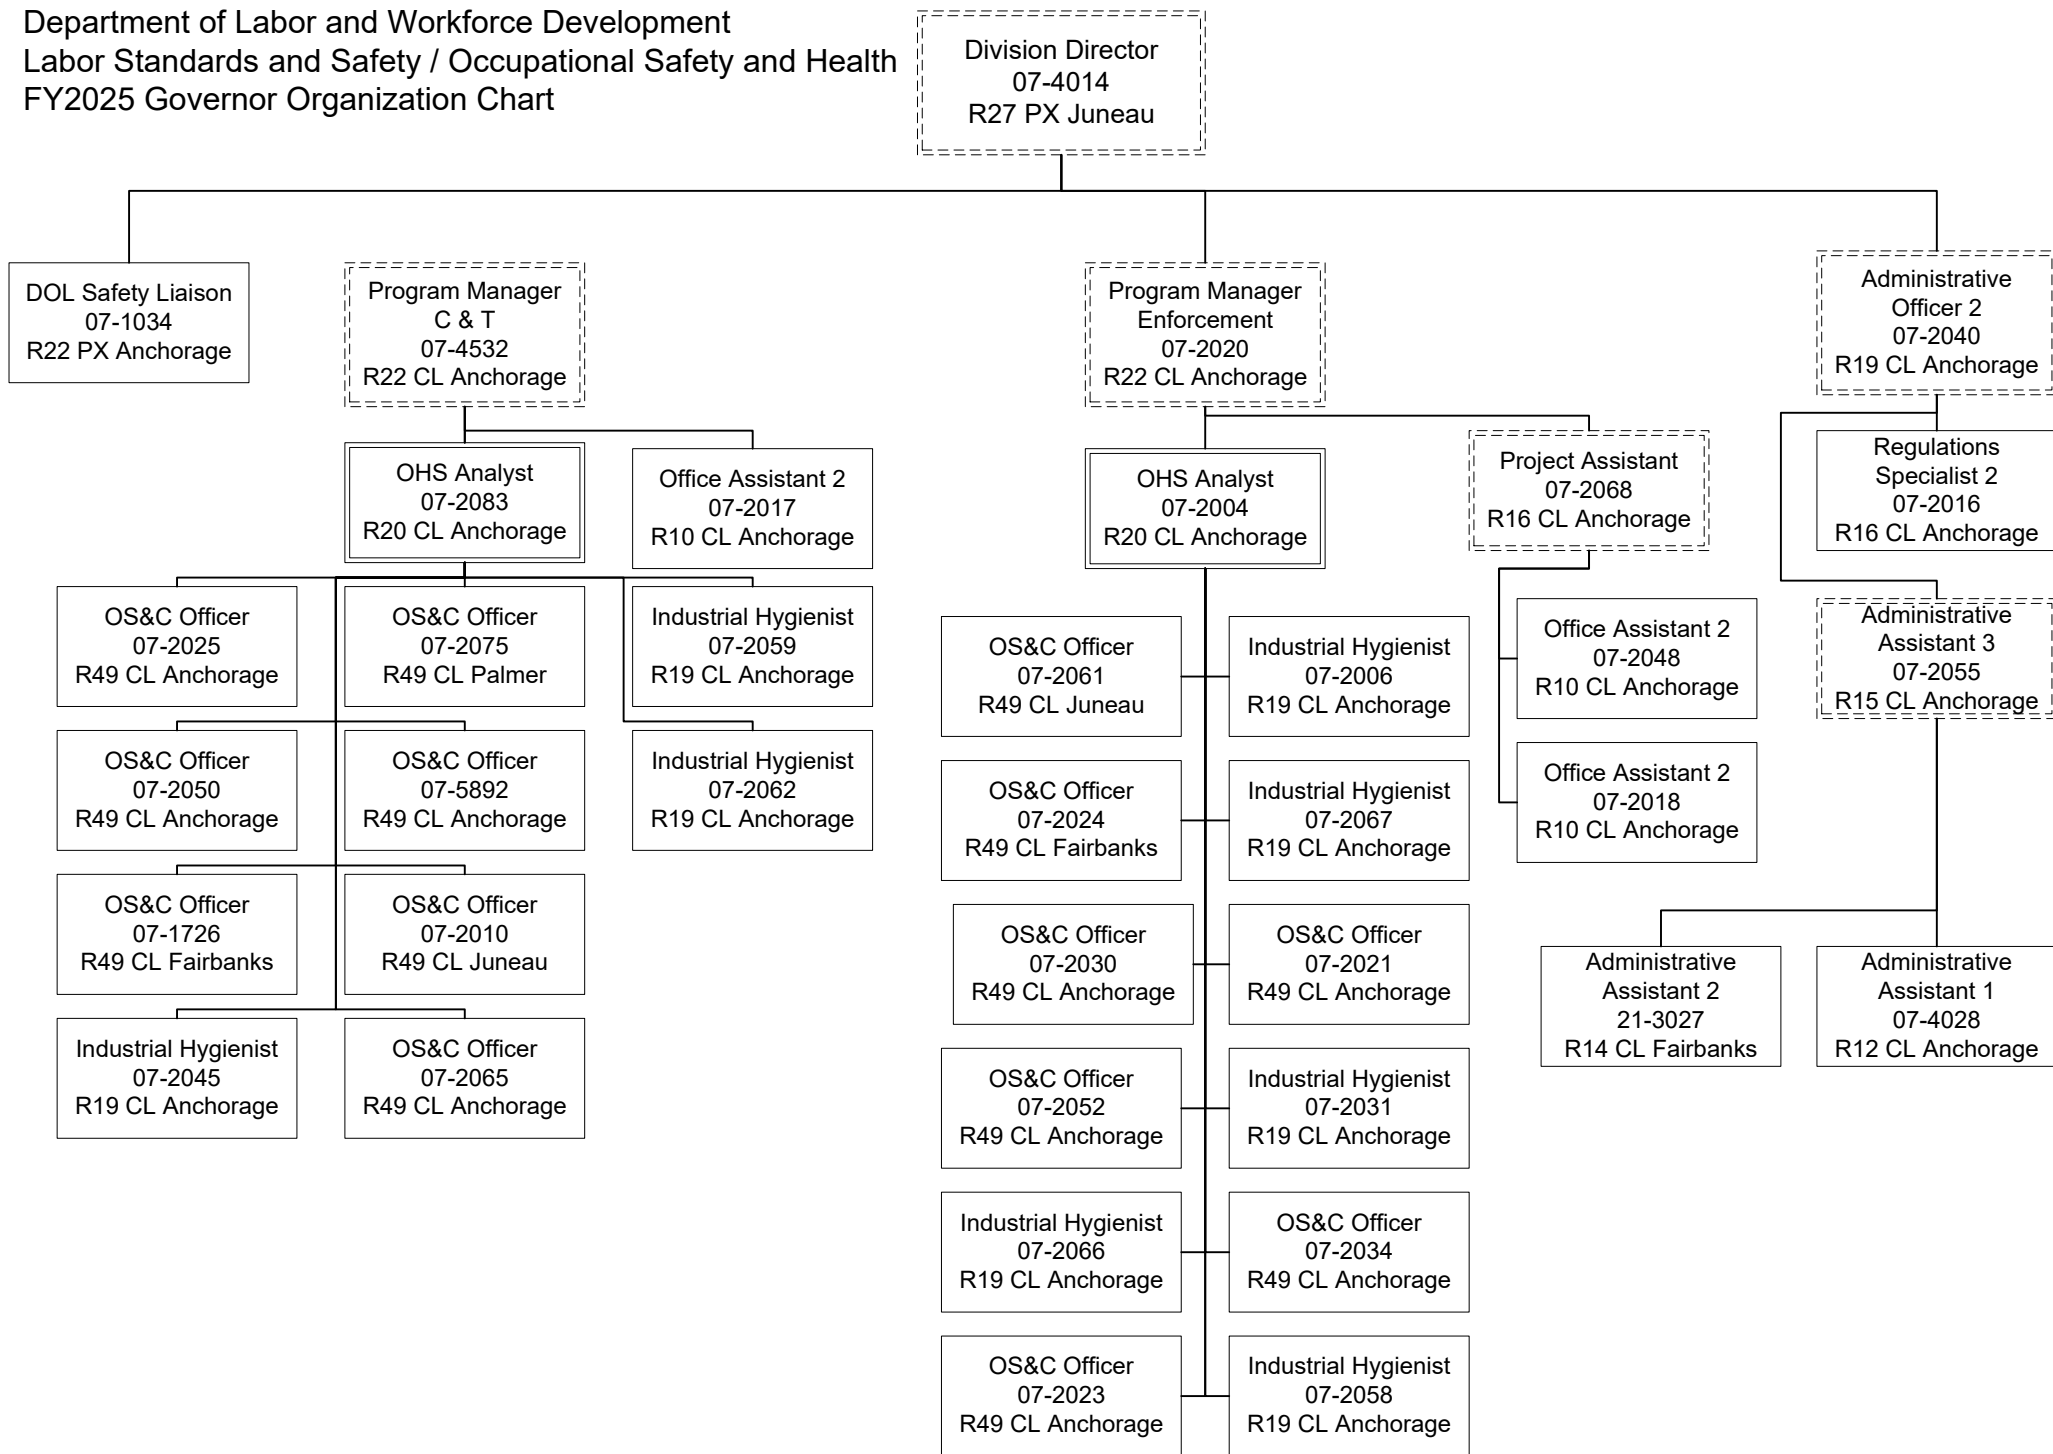 Department of Labor and Workforce Development
Labor Standards and Safety / Occupational Safety and Health
FY2025 Governor Organization Chart
Division Director
07-4014
R27 PX Juneau
DOL Safety Liaison
07-1034
R22 PX Anchorage
Program Manager
C & T
07-4532
R22 CL Anchorage
Program Manager
Enforcement
07-2020
R22 CL Anchorage
Administrative
Officer 2
07-2040
R19 CL Anchorage
OHS Analyst
07-2083
R20 CL Anchorage
Office Assistant 2
07-2017
R10 CL Anchorage
OS&C Officer
07-2025
R49 CL Anchorage
OS&C Officer
07-2075
R49 CL Palmer
Industrial Hygienist
07-2059
R19 CL Anchorage
OS&C Officer
07-2050
R49 CL Anchorage
OS&C Officer
07-5892
R49 CL Anchorage
Industrial Hygienist
07-2062
R19 CL Anchorage
OS&C Officer
07-1726
R49 CL Fairbanks
OS&C Officer
07-2010
R49 CL Juneau
Industrial Hygienist
07-2045
R19 CL Anchorage
OS&C Officer
07-2065
R49 CL Anchorage
OHS Analyst
07-2004
R20 CL Anchorage
Project Assistant
07-2068
R16 CL Anchorage
OS&C Officer
07-2061
R49 CL Juneau
Industrial Hygienist
07-2006
R19 CL Anchorage
OS&C Officer
07-2024
R49 CL Fairbanks
Industrial Hygienist
07-2067
R19 CL Anchorage
OS&C Officer
07-2030
R49 CL Anchorage
OS&C Officer
07-2021
R49 CL Anchorage
OS&C Officer
07-2052
R49 CL Anchorage
Industrial Hygienist
07-2031
R19 CL Anchorage
Industrial Hygienist
07-2066
R19 CL Anchorage
OS&C Officer
07-2034
R49 CL Anchorage
OS&C Officer
07-2023
R49 CL Anchorage
Industrial Hygienist
07-2058
R19 CL Anchorage
Office Assistant 2
07-2048
R10 CL Anchorage
Office Assistant 2
07-2018
R10 CL Anchorage
Regulations
Specialist 2
07-2016
R16 CL Anchorage
Administrative
Assistant 3
07-2055
R15 CL Anchorage
Administrative
Assistant 2
21-3027
R14 CL Fairbanks
Administrative
Assistant 1
07-4028
R12 CL Anchorage